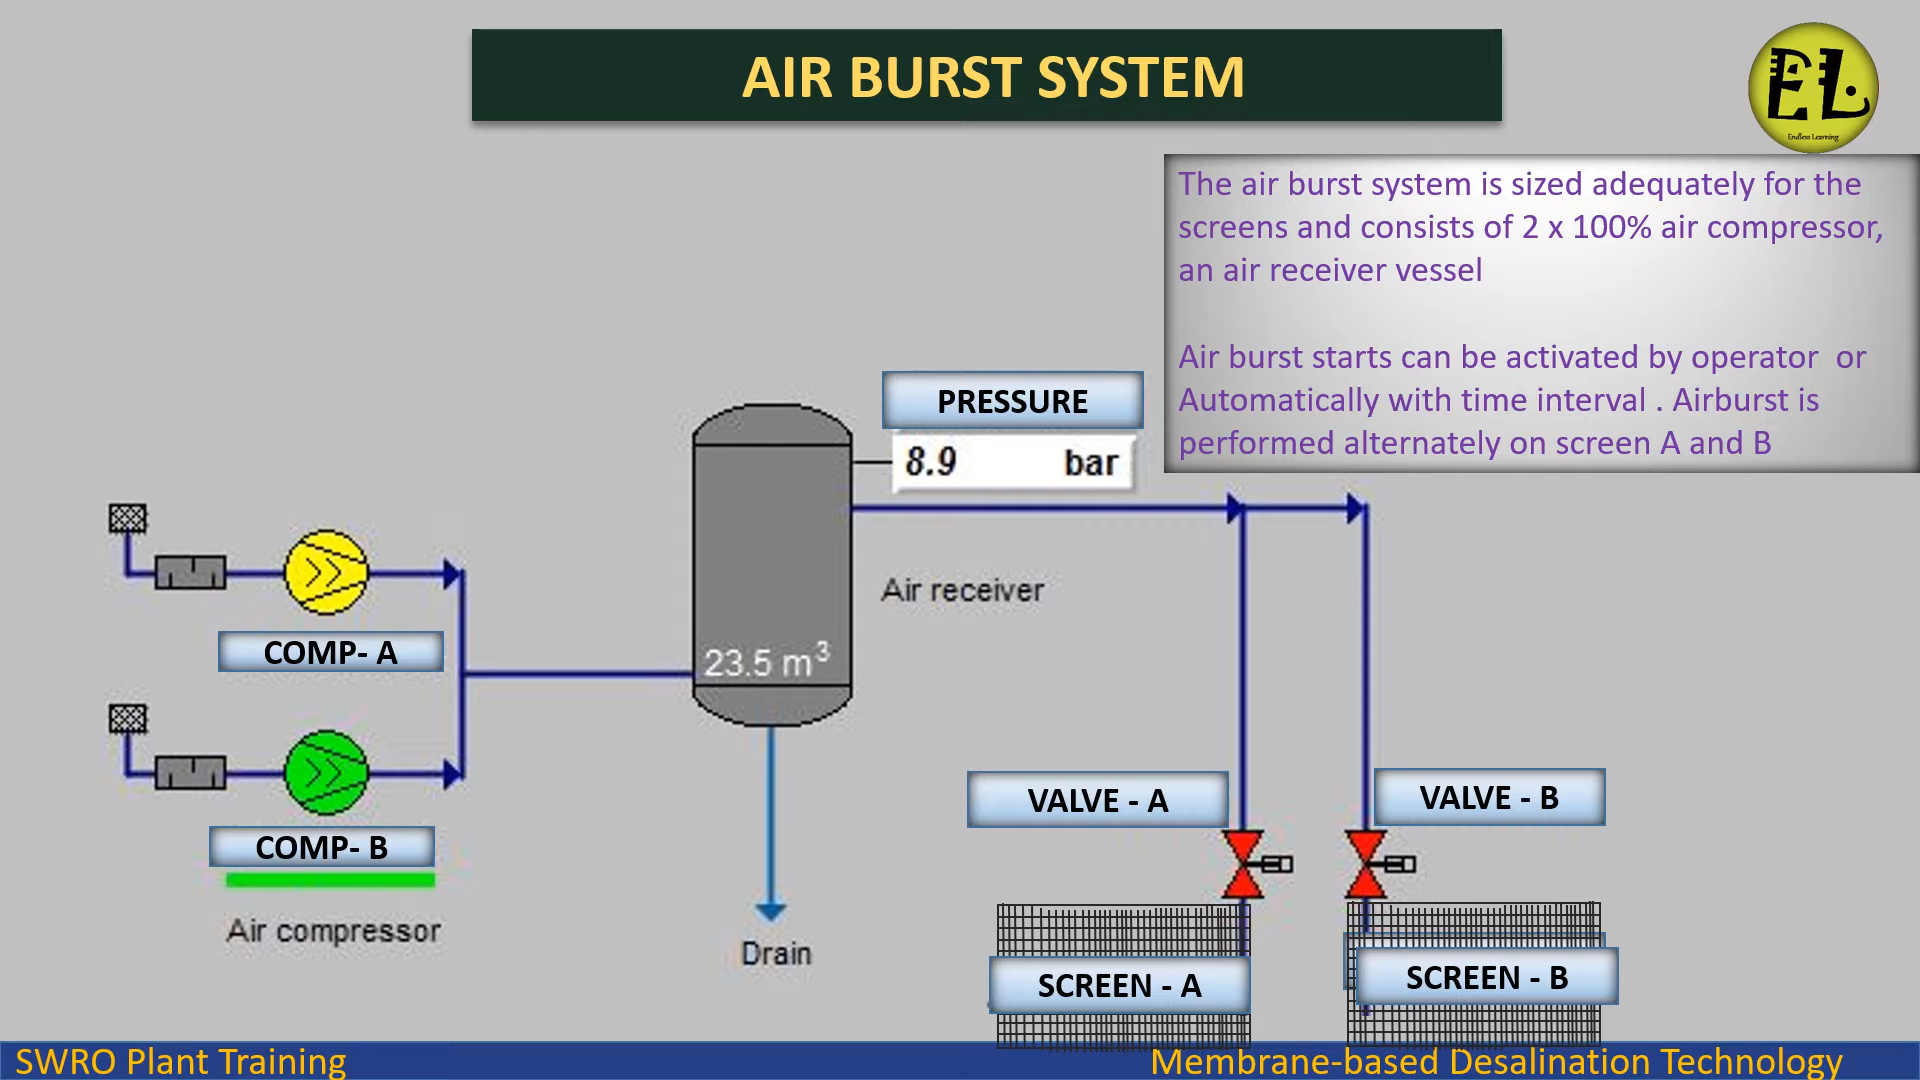 AIR BURST SYSTEM
EL
Endless Learning
The air burst system is sized adequately for the
screens and consists of 2 x 100% air compressor,
an air receiver vessel
Air burst starts can be activated by operator  or
Automatically with time interval . Airburst is
performed alternately on screen A and B
PRESSURE
8.9 bar
Air receiver
23.5 m³
COMP- A
COMP- B
Air compressor
Drain
VALVE - A
VALVE - B
SCREEN - A
SCREEN - B
SWRO Plant Training
Membrane-based Desalination Technology